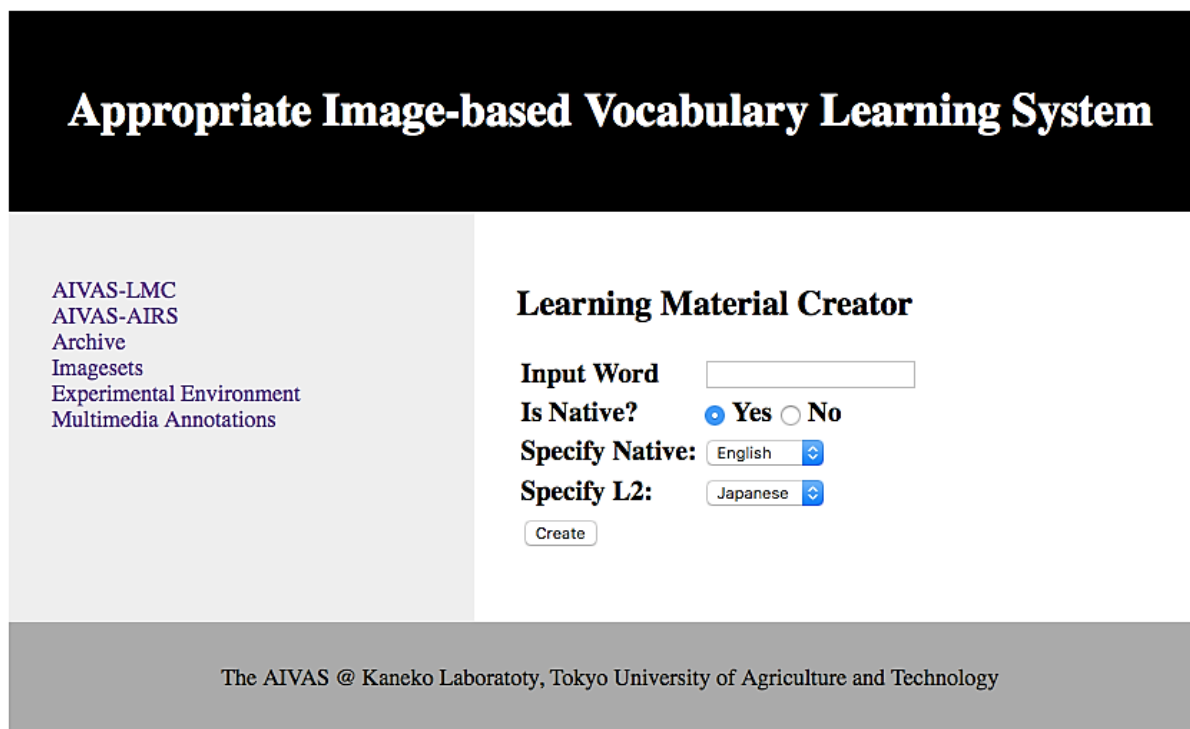 Appropriate Image-based Vocabulary Learning System
AIVAS-LMC
AIVAS-AIRS
Archive
Imagesets
Experimental Environment
Multimedia Annotations
Learning Material Creator
Input Word
Is Native? Yes No
Specify Native: English
Specify L2: Japanese
Create
The AIVAS @ Kaneko Laboratoty, Tokyo University of Agriculture and Technology